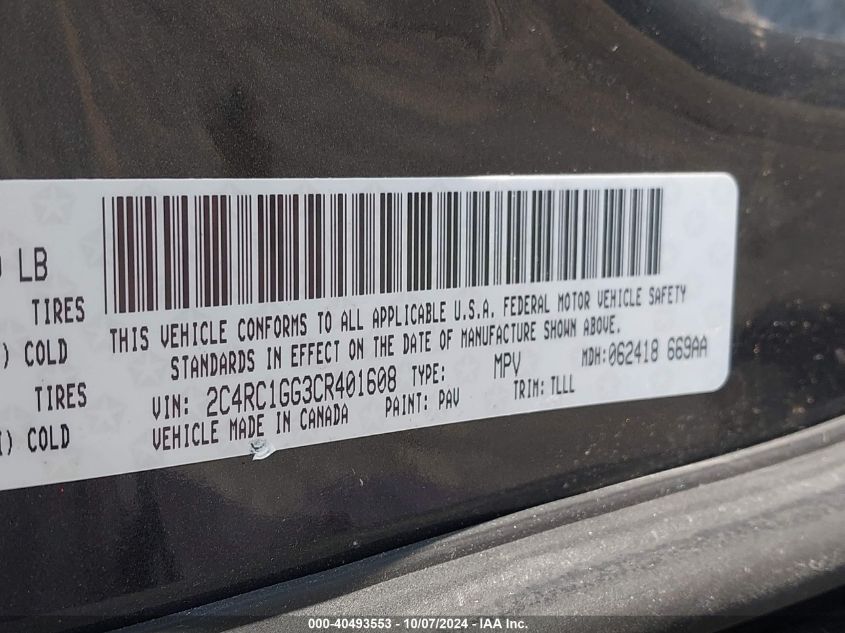 LB
TIRES
) COLD
TIRES
) COLD
THIS VEHICLE CONFORMS TO ALL APPLICABLE U.S.A. FEDERAL MOTOR VEHICLE SAFETY
STANDARDS IN EFFECT ON THE DATE OF MANUFACTURE SHOWN ABOVE.
VIN: 2C4RC1GG3CR401608 TYPE: MPV MDH: 062418 669AA
VEHICLE MADE IN CANADA PAINT: PAV TRIM: TLLL
000-40493553 - 10/07/2024 - IAA Inc.